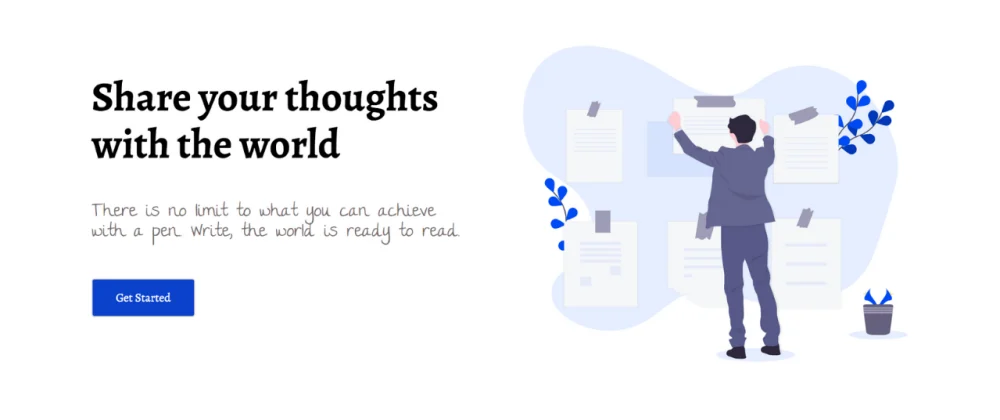 Share your thoughts
with the world
There is no limit to what you can achieve
with a pen. Write, the world is ready to read.
Get Started